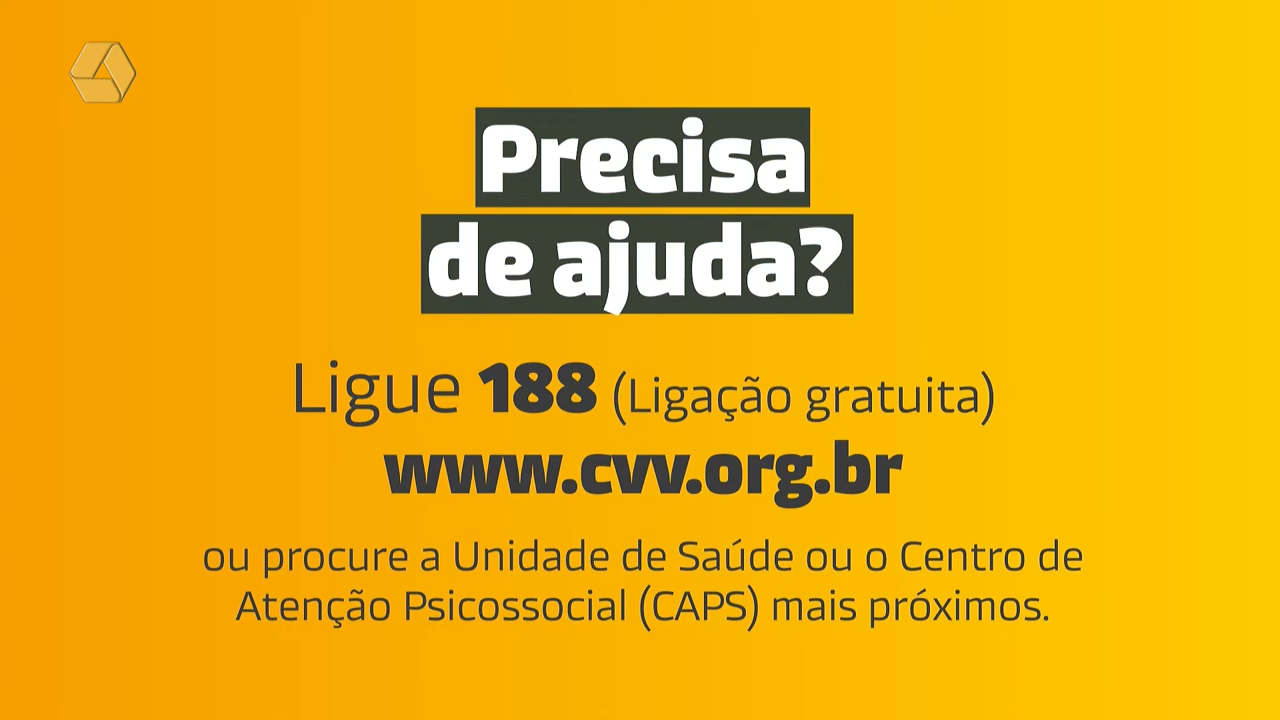 Precisa
de ajuda?
Ligue 188 (Ligação gratuita)
www.cvv.org.br
ou procure a Unidade de Saúde ou o Centro de
Atenção Psicossocial (CAPS) mais próximos.